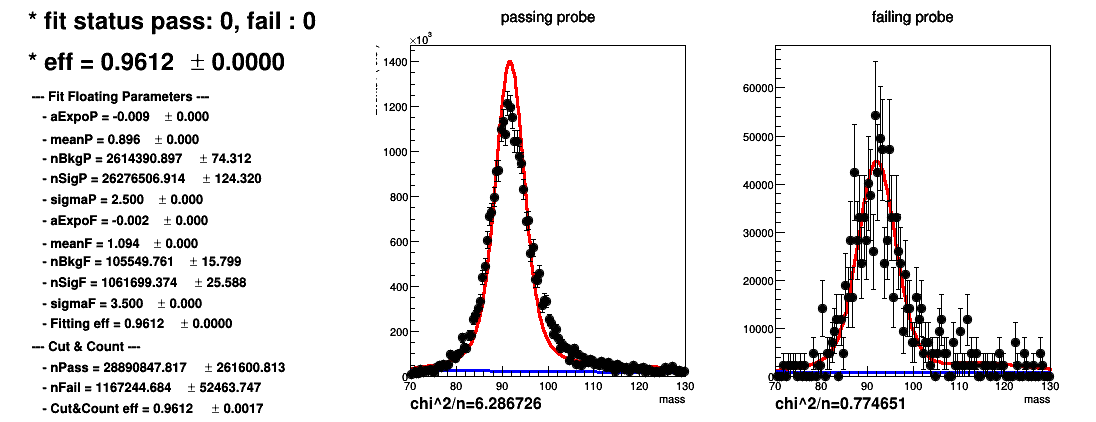 * fit status pass: 0, fail : 0
* eff = 0.9612 ± 0.0000
--- Fit Floating Parameters ---
- aExpoP = -0.009 ± 0.000
- meanP = 0.896 ± 0.000
- nBkgP = 2614390.897 ± 74.312
- nSigP = 26276506.914 ± 124.320
- sigmaP = 2.500 ± 0.000
- aExpoF = -0.002 ± 0.000
- meanF = 1.094 ± 0.000
- nBkgF = 105549.761 ± 15.799
- nSigF = 1061699.374 ± 25.588
- sigmaF = 3.500 ± 0.000
- Fitting eff = 0.9612 ± 0.0000
--- Cut & Count ---
- nPass = 28890847.817 ± 261600.813
- nFail = 1167244.684 ± 52463.747
- Cut&Count eff = 0.9612 ± 0.0017
passing probe
×10³
1400
1200
1000
800
600
400
200
0
70 80 90 100 110 120 130
mass
chi^2/n=6.286726
failing probe
60000
50000
40000
30000
20000
10000
0
70 80 90 100 110 120 130
mass
chi^2/n=0.774651